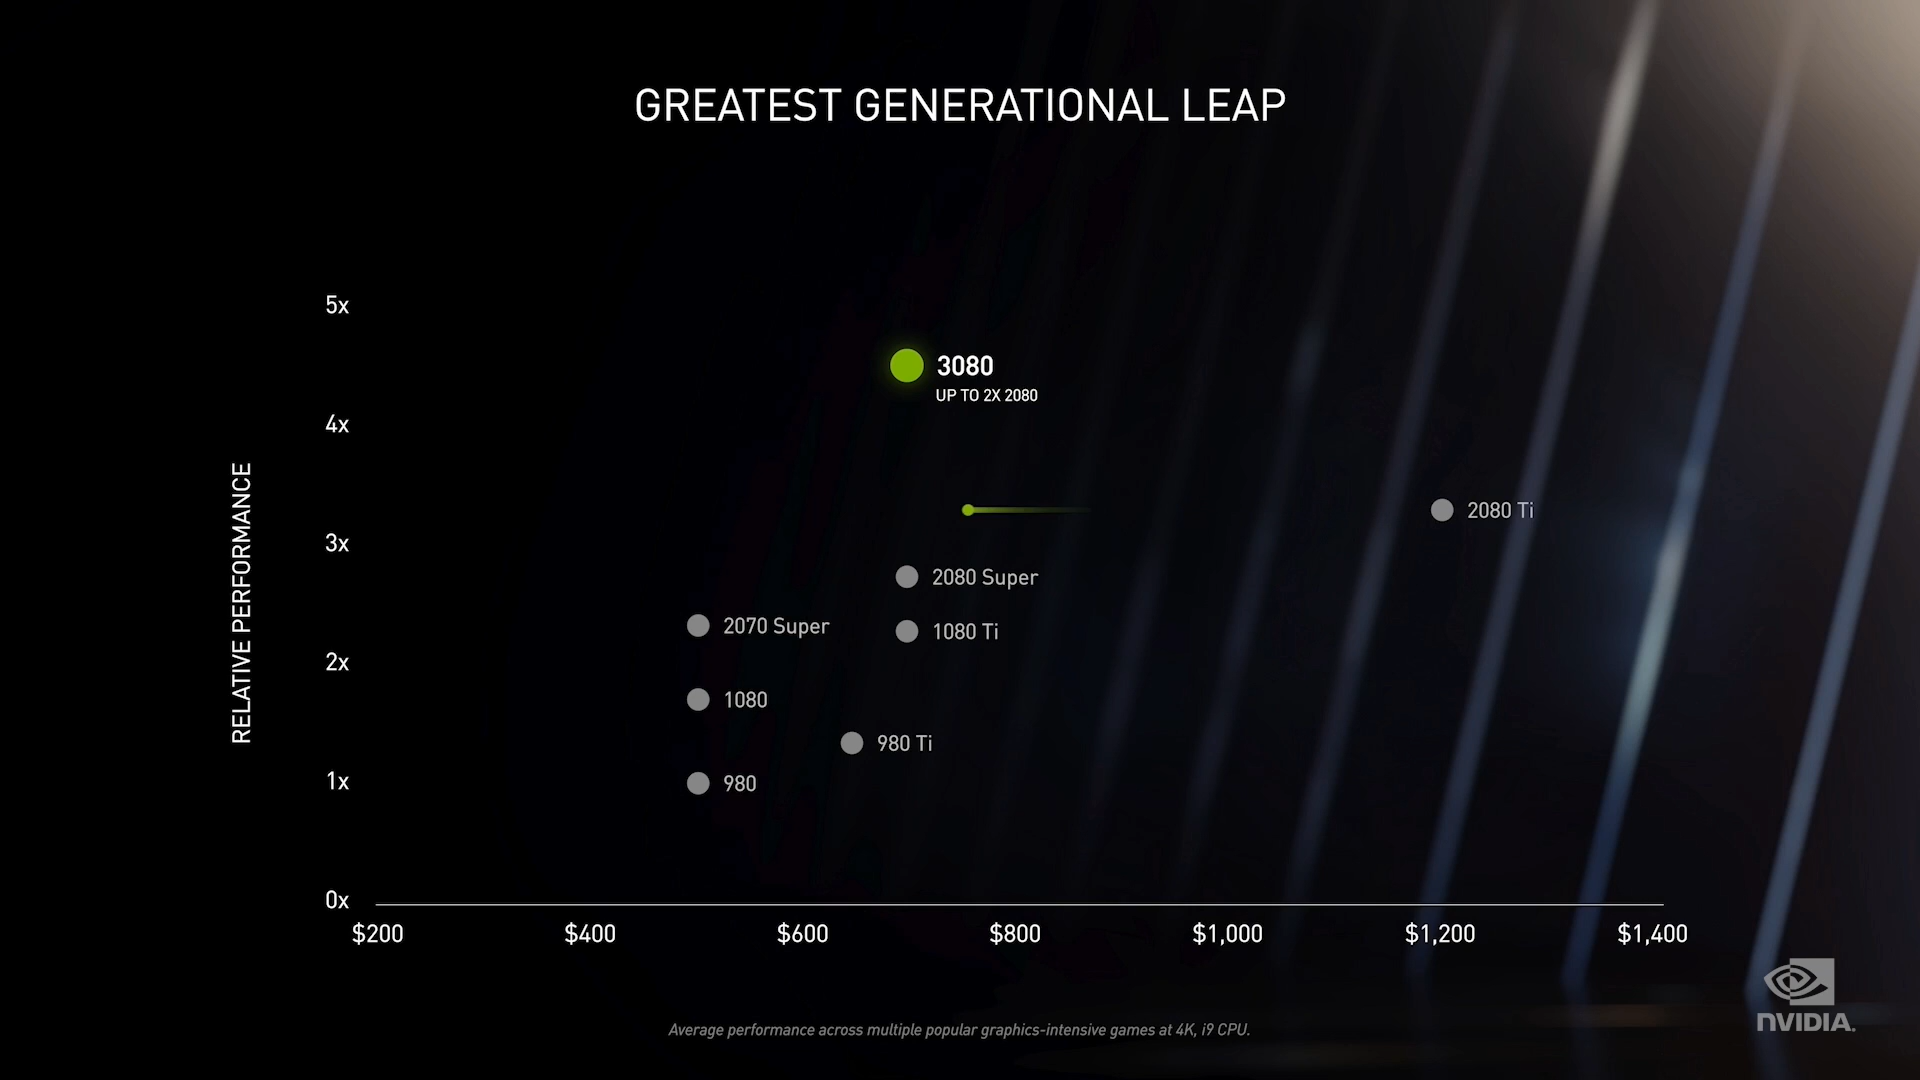 GREATEST GENERATIONAL LEAP
5x
3080
UP TO 2X 2080
4x
RELATIVE PERFORMANCE
2080 Ti
3x
2080 Super
2070 Super
1080 Ti
2x
1080
980 Ti
1x
980
0x
$200 $400 $600 $800 $1,000 $1,200 $1,400
Average performance across multiple popular graphics-intensive games at 4K, i9 CPU.
NVIDIA.